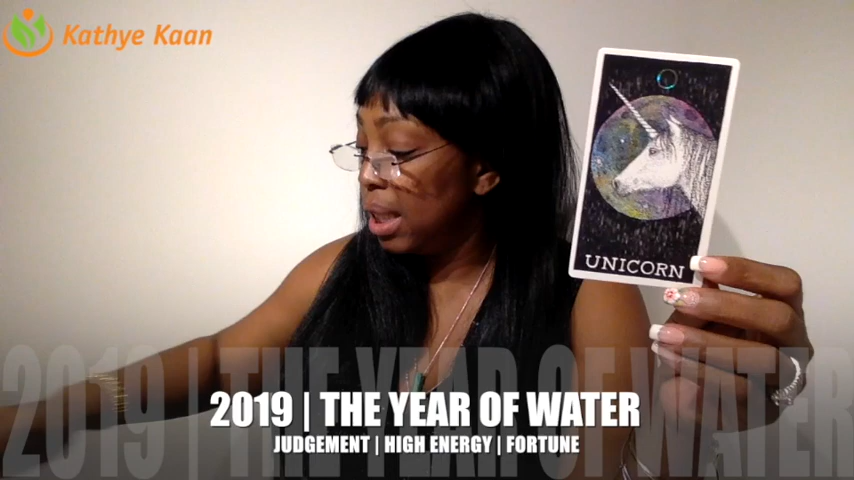 Kathye Kaan
UNICORN
2019 | THE YEAR OF WATER
2019 | THE YEAR OF WATER
JUDGEMENT | HIGH ENERGY | FORTUNE